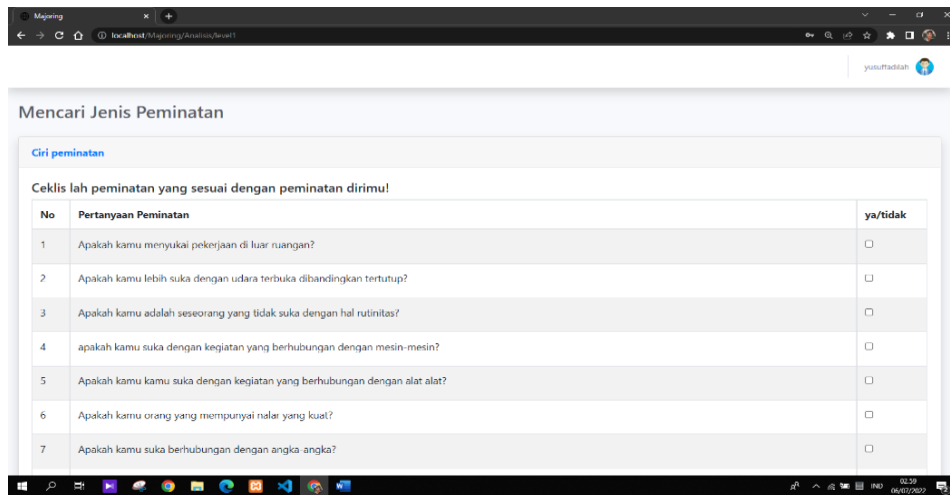 Majoring
localhost/Majoring/Analisis/level1
yusuffadilah
Mencari Jenis Peminatan
Ciri peminatan
Ceklis lah peminatan yang sesuai dengan peminatan dirimu!
No Pertanyaan Peminatan ya/tidak
1 Apakah kamu menyukai pekerjaan di luar ruangan?
2 Apakah kamu lebih suka dengan udara terbuka dibandingkan tertutup?
3 Apakah kamu adalah seseorang yang tidak suka dengan hal rutinitas?
4 apakah kamu suka dengan kegiatan yang berhubungan dengan mesin-mesin?
5 Apakah kamu kamu suka dengan kegiatan yang berhubungan dengan alat alat?
6 Apakah kamu orang yang mempunyai nalar yang kuat?
7 Apakah kamu suka berhubungan dengan angka-angka?
IND 02.59
06/07/2022